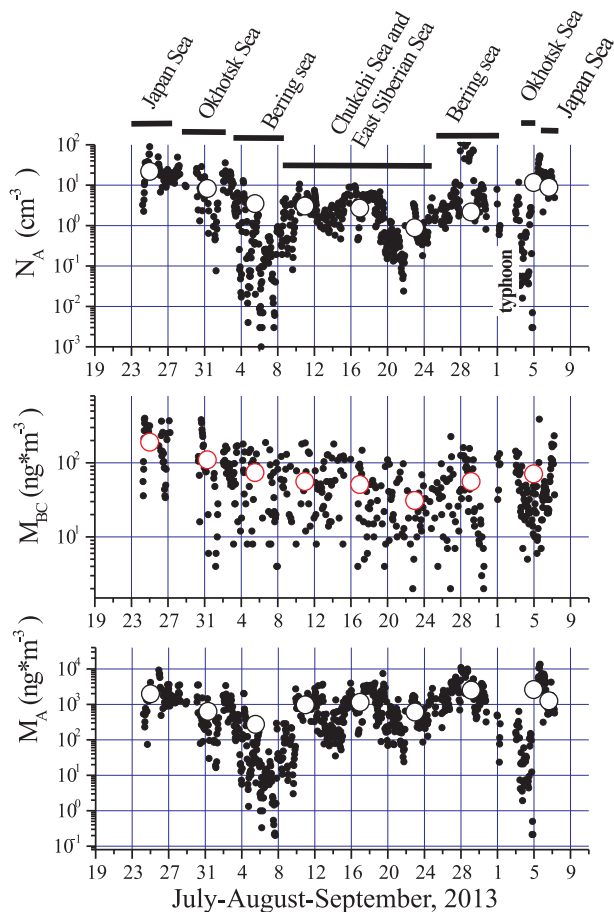 Japan Sea
Okhotsk Sea
Bering sea
Chukchi Sea and
East Siberian Sea
Bering sea
Okhotsk Sea
Japan Sea
N_A (cm^-3)
10^2
10^1
10^0
10^-1
10^-2
10^-3
typhoon
19 23 27 31 4 8 12 16 20 24 28 1 5 9
M_BC (ng*m^-3)
10^2
10^1
19 23 27 31 4 8 12 16 20 24 28 1 5 9
M_A (ng*m^-3)
10^4
10^3
10^2
10^1
10^0
10^-1
19 23 27 31 4 8 12 16 20 24 28 1 5 9
July-August-September, 2013